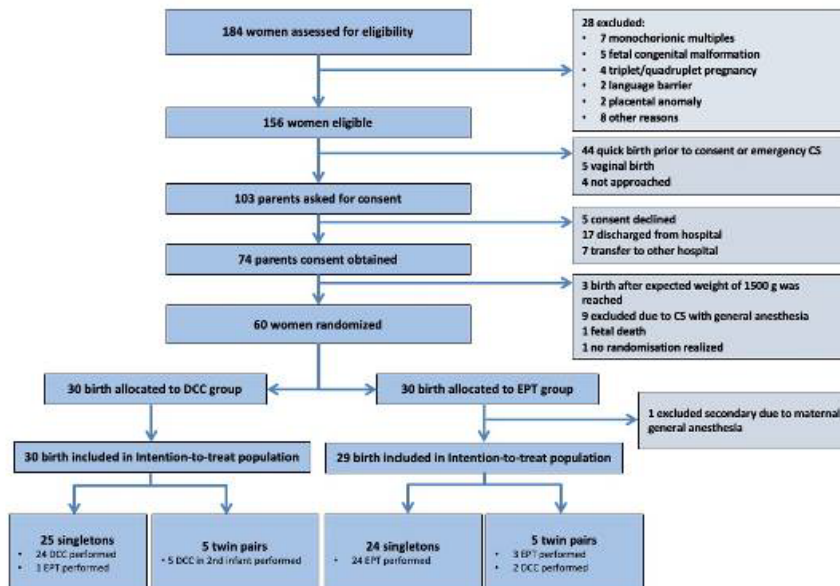 184 women assessed for eligibility
28 excluded:
• 7 monochorionic multiples
• 5 fetal congenital malformation
• 4 triplet/quadruplet pregnancy
• 2 language barrier
• 2 placental anomaly
• 8 other reasons
156 women eligible
44 quick birth prior to consent or emergency CS
5 vaginal birth
4 not approached
103 parents asked for consent
5 consent declined
17 discharged from hospital
7 transfer to other hospital
74 parents consent obtained
3 birth after expected weight of 1500 g was
reached
9 excluded due to CS with general anesthesia
1 fetal death
1 no randomisation realized
60 women randomized
30 birth allocated to DCC group
30 birth allocated to EPT group
1 excluded secondary due to maternal
general anesthesia
30 birth included in Intention-to-treat population
29 birth included in Intention-to-treat population
25 singletons
• 24 DCC performed
• 1 EPT performed
5 twin pairs
• 5 DCC in 2nd infant performed
24 singletons
• 24 EPT performed
5 twin pairs
• 3 EPT performed
• 2 DCC performed